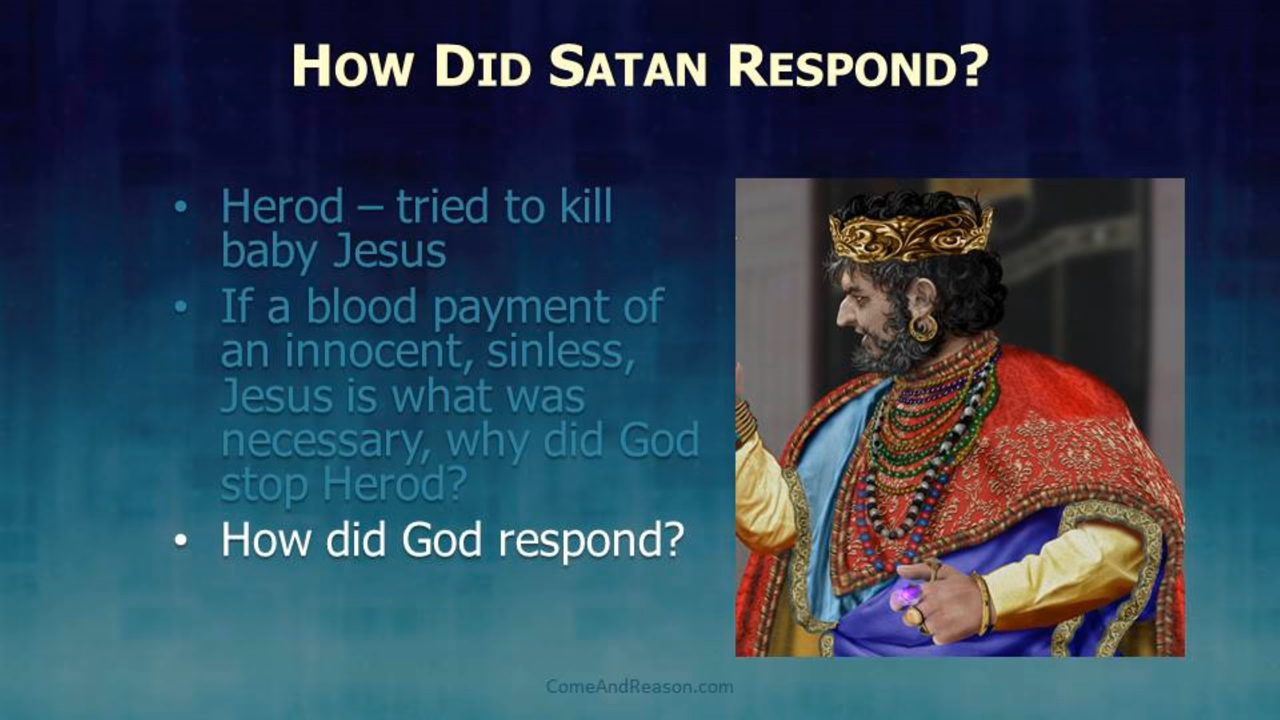 How Did Satan Respond?
• Herod – tried to kill
baby Jesus
• If a blood payment of
an innocent, sinless,
Jesus is what was
necessary, why did God
stop Herod?
• How did God respond?
ComeAndReason.com